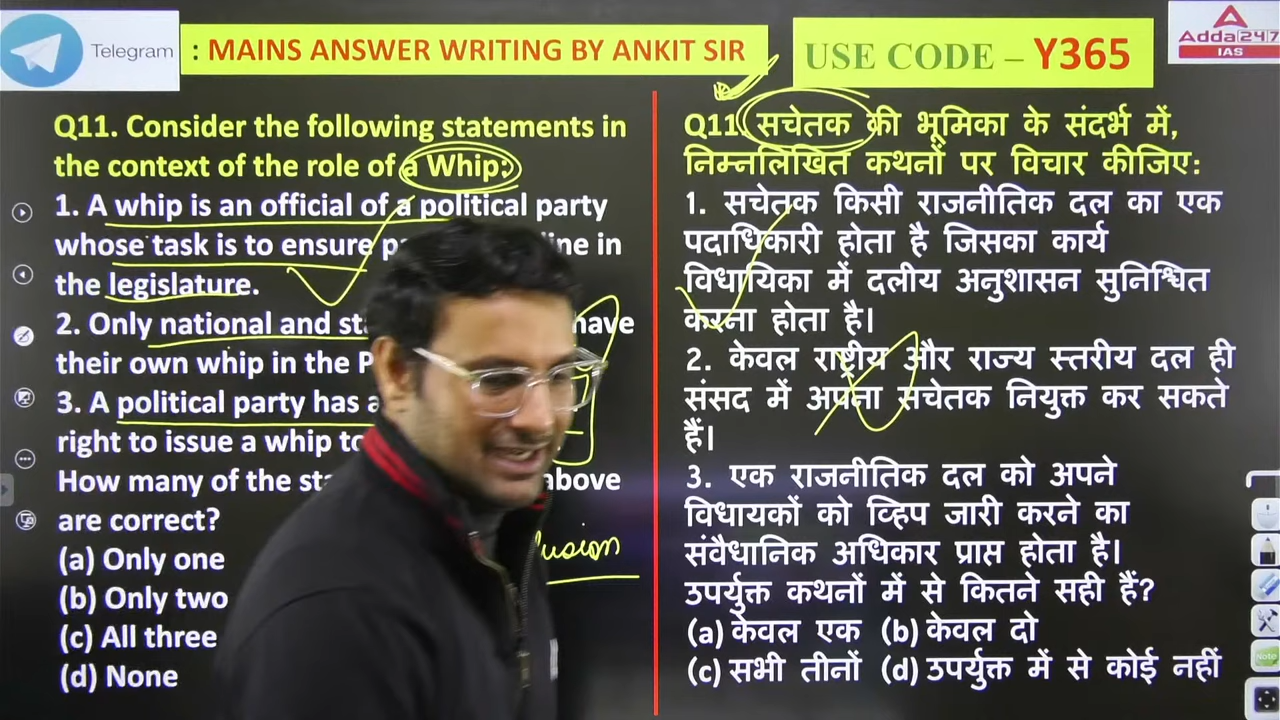 Telegram
: MAINS ANSWER WRITING BY ANKIT SIR
USE CODE – Y365
Adda247
IAS
Q11. Consider the following statements in
the context of the role of a Whip:
1. A whip is an official of a political party
whose task is to ensure line in
the legislature.
2. Only national and have
their own whip in the
3. A political party has
right to issue a whip
How many of the above
are correct?
(a) Only one
(b) Only two
(c) All three
(d) None
Q11. सचेतक की भूमिका के संदर्भ में,
निम्नलिखित कथनों पर विचार कीजिए:
1. सचेतक किसी राजनीतिक दल का एक
पदाधिकारी होता है जिसका कार्य
विधायिका में दलीय अनुशासन सुनिश्चित
करना होता है।
2. केवल राष्ट्रीय और राज्य स्तरीय दल ही
संसद में अपना सचेतक नियुक्त कर सकते
हैं।
3. एक राजनीतिक दल को अपने
विधायकों को व्हिप जारी करने का
संवैधानिक अधिकार प्राप्त होता है।
उपर्युक्त कथनों में से कितने सही हैं?
(a) केवल एक (b) केवल दो
(c) सभी तीनों (d) उपर्युक्त में से कोई नहीं
Note